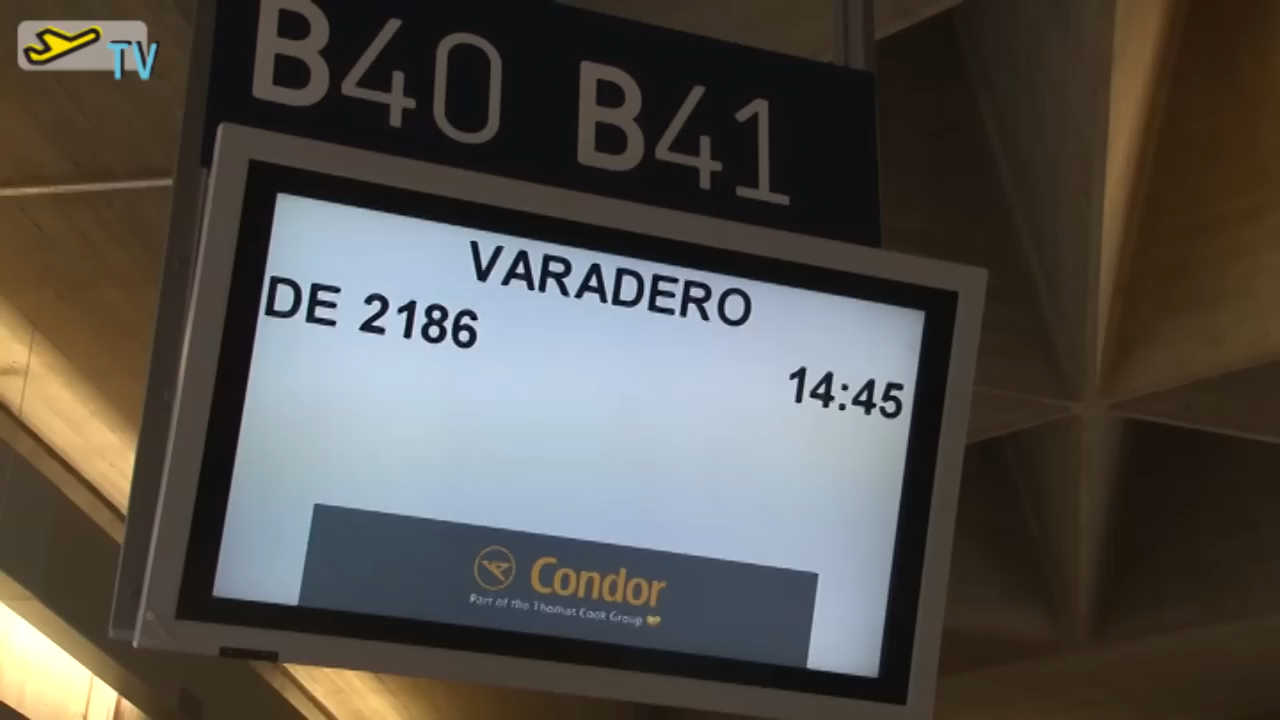 TV
B40 B41
VARADERO
DE 2186
14:45
Condor
Part of the Thomas Cook Group